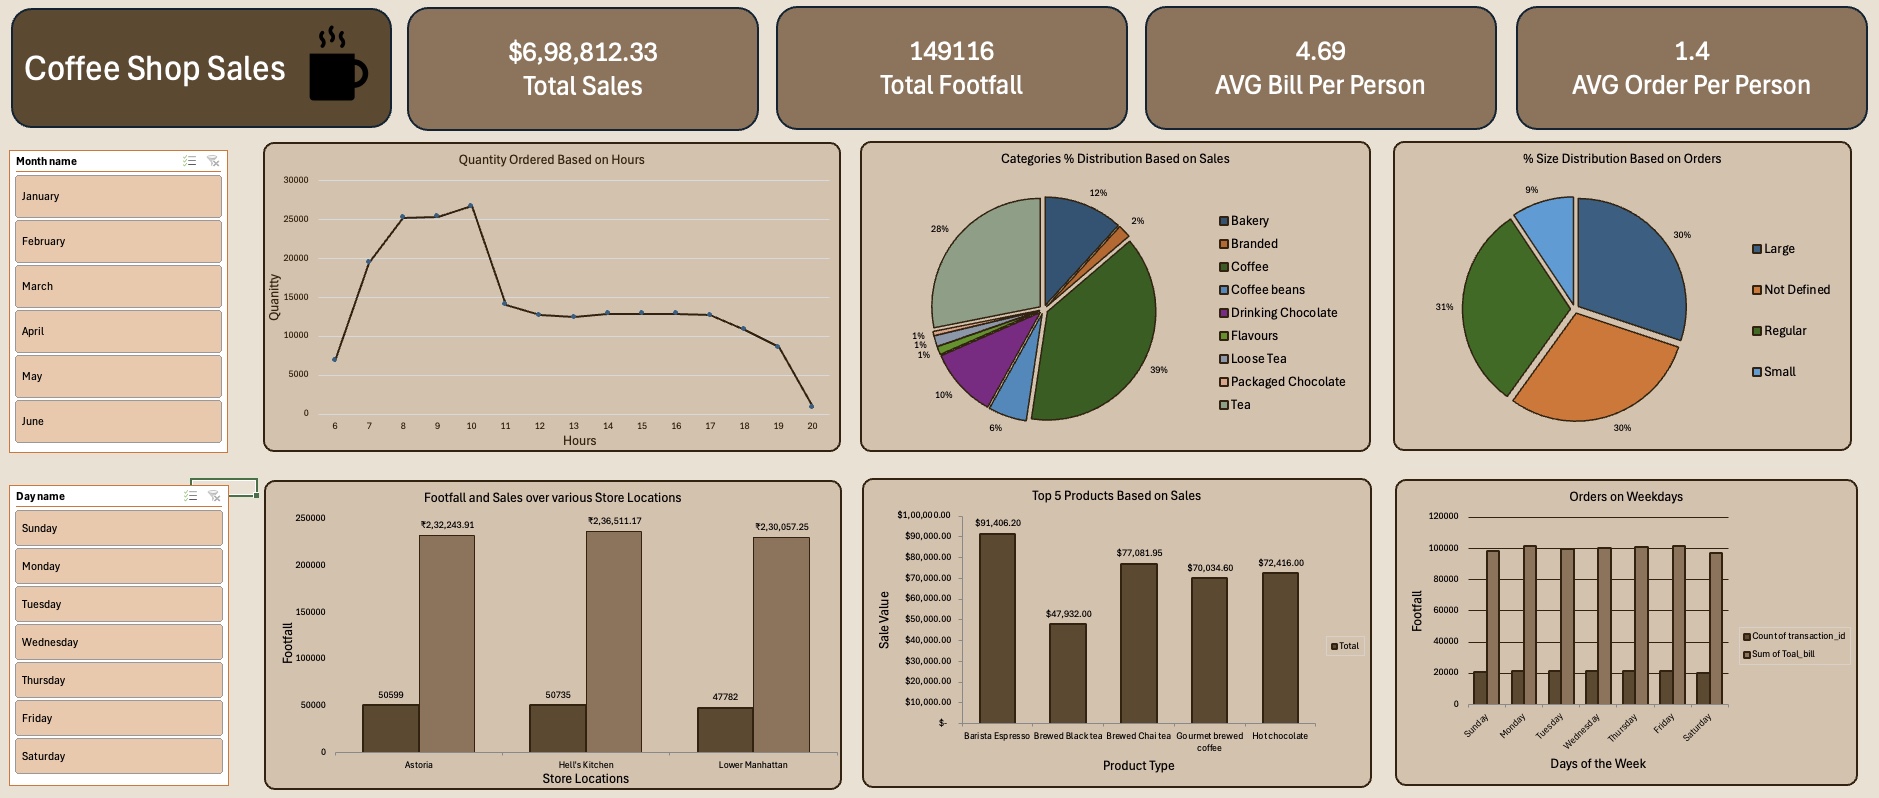 Coffee Shop Sales
$6,98,812.33
Total Sales
149116
Total Footfall
4.69
AVG Bill Per Person
1.4
AVG Order Per Person
Month name
January
February
March
April
May
June
Quantity Ordered Based on Hours
30000
25000
20000
15000
10000
5000
0
Quanitty
6 7 8 9 10 11 12 13 14 15 16 17 18 19 20
Hours
Categories % Distribution Based on Sales
12%
2%
39%
6%
10%
1%
1%
1%
28%
Bakery
Branded
Coffee
Coffee beans
Drinking Chocolate
Flavours
Loose Tea
Packaged Chocolate
Tea
% Size Distribution Based on Orders
9%
30%
31%
30%
Large
Not Defined
Regular
Small
Day name
Sunday
Monday
Tuesday
Wednesday
Thursday
Friday
Saturday
Footfall and Sales over various Store Locations
250000
200000
150000
100000
50000
0
Footfall
50599
₹2,32,243.91
50735
₹2,36,511.17
47782
₹2,30,057.25
Astoria Hell's Kitchen Lower Manhattan
Store Locations
Top 5 Products Based on Sales
$1,00,000.00
$90,000.00
$80,000.00
$70,000.00
$60,000.00
$50,000.00
$40,000.00
$30,000.00
$20,000.00
$10,000.00
$-
Sale Value
$91,406.20
$47,932.00
$77,081.95
$70,034.60
$72,416.00
Barista Espresso Brewed Black tea Brewed Chai tea Gourmet brewed coffee Hot chocolate
Product Type
Total
Orders on Weekdays
120000
100000
80000
60000
40000
20000
0
Footfall
Sunday Monday Tuesday Wednesday Thursday Friday Saturday
Days of the Week
Count of transaction_id
Sum of Toal_bill